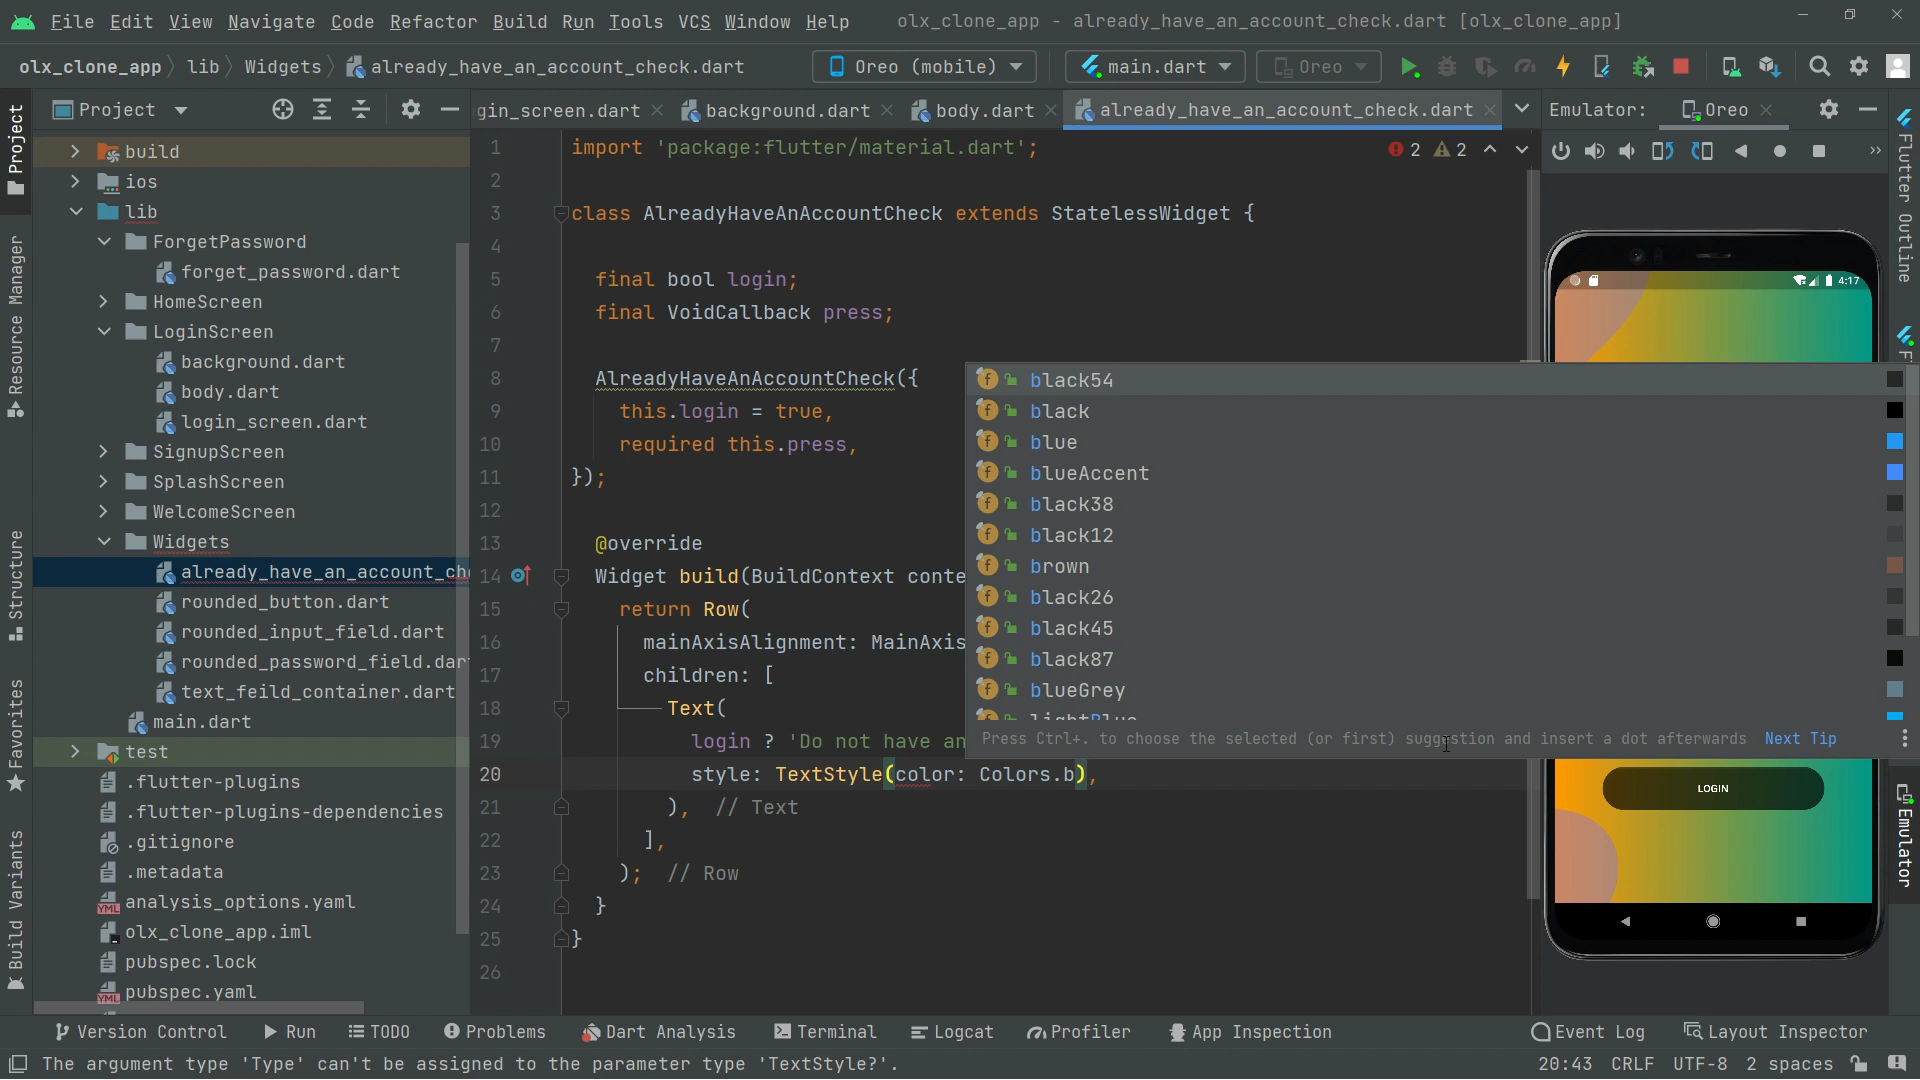 File Edit View Navigate Code Refactor Build Run Tools VCS Window Help olx_clone_app - already_have_an_account_check.dart [olx_clone_app]
olx_clone_app lib Widgets already_have_an_account_check.dart Oreo (mobile) main.dart Oreo
Project gin_screen.dart background.dart body.dart already_have_an_account_check.dart Emulator: Oreo
Project
Resource Manager
Structure
Favorites
Build Variants
build
ios
lib
ForgetPassword
forget_password.dart
HomeScreen
LoginScreen
background.dart
body.dart
login_screen.dart
SignupScreen
SplashScreen
WelcomeScreen
Widgets
already_have_an_account_che
rounded_button.dart
rounded_input_field.dart
rounded_password_field.dar
text_feild_container.dart
main.dart
test
.flutter-plugins
.flutter-plugins-dependencies
.gitignore
.metadata
analysis_options.yaml
olx_clone_app.iml
pubspec.lock
pubspec.yaml
1 import 'package:flutter/material.dart'; 2 2
2
3 class AlreadyHaveAnAccountCheck extends StatelessWidget {
4
5 final bool login;
6 final VoidCallback press;
7
8 AlreadyHaveAnAccountCheck({
9 this.login = true,
10 required this.press,
11 });
12
13 @override
14 Widget build(BuildContext conte
15 return Row(
16 mainAxisAlignment: MainAxis
17 children: [
18 Text(
19 login ? 'Do not have an
20 style: TextStyle(color: Colors.b),
21 ), // Text
22 ],
23 ); // Row
24 }
25 }
26
black54
black
blue
blueAccent
black38
black12
brown
black26
black45
black87
blueGrey
lightBlue
Press Ctrl+. to choose the selected (or first) suggestion and insert a dot afterwards Next Tip
4:17
LOGIN
Flutter Outline
Emulator
Version Control Run TODO Problems Dart Analysis Terminal Logcat Profiler App Inspection Event Log Layout Inspector
The argument type 'Type' can't be assigned to the parameter type 'TextStyle?'. 20:43 CRLF UTF-8 2 spaces